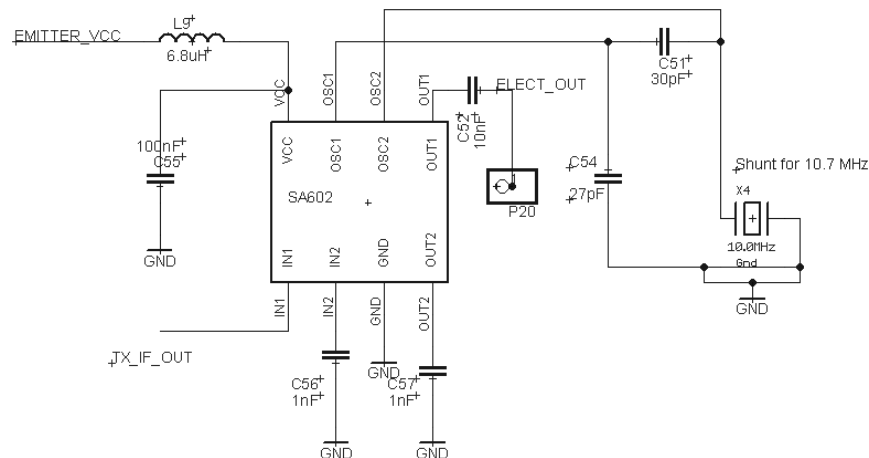 L9
EMITTER_VCC
6.8uH
C51
30pF
VCC
OSC1
OSC2
OUT1
ELECT_OUT
C52
10nF
100nF
C55
VCC
OSC1
OSC2
OUT1
C54
27pF
Shunt for 10.7 MHz
X4
10.0MHz
Gnd
SA602
1
P20
GND
IN1
IN2
GND
OUT2
GND
IN1
IN2
GND
OUT2
TX_IF_OUT
C56
1nF
GND
C57
1nF
GND
GND